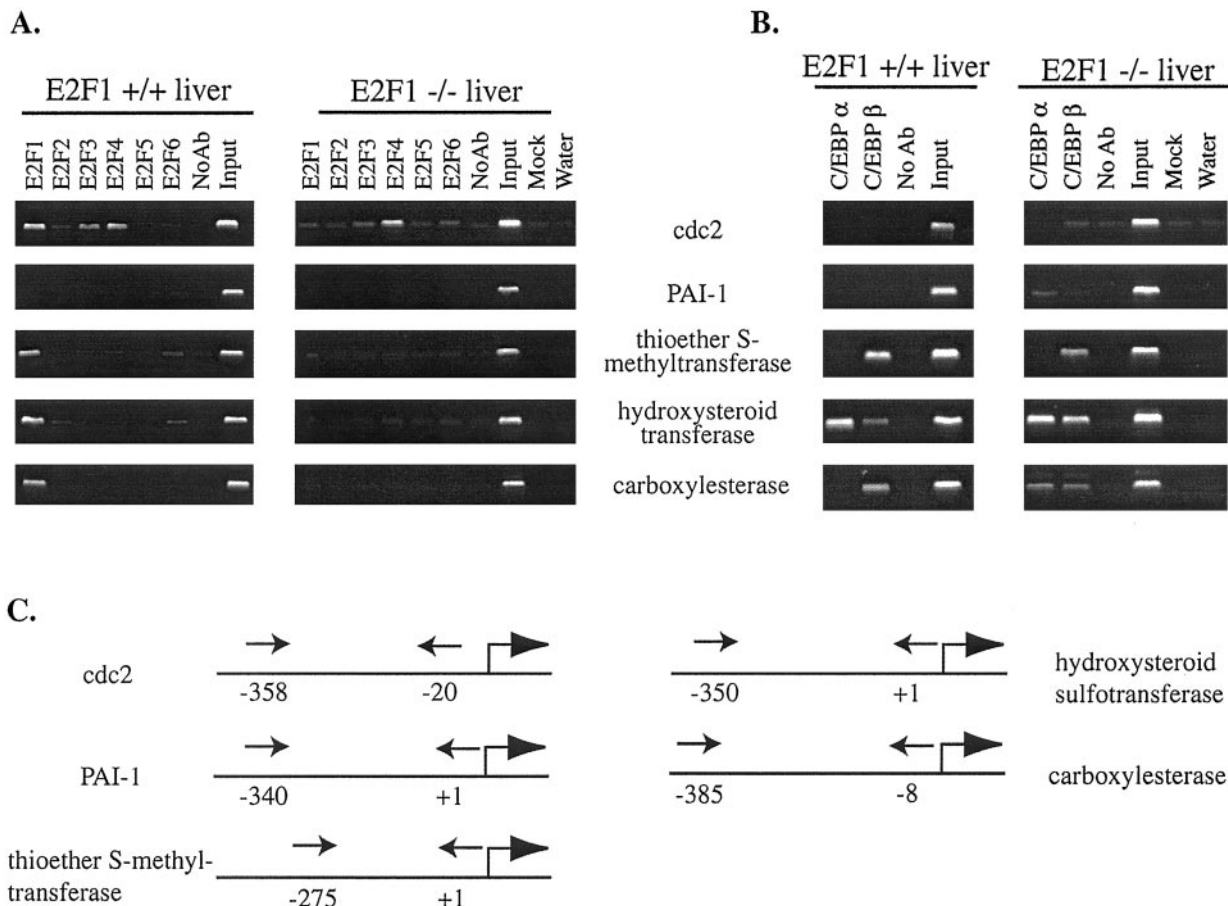 A.
E2F1 +/+ liver
E2F1 -/- liver
E2F1
E2F2
E2F3
E2F4
E2F5
E2F6
NoAb
Input
E2F1
E2F2
E2F3
E2F4
E2F5
E2F6
NoAb
Input
Mock
Water
B.
E2F1 +/+ liver
E2F1 -/- liver
C/EBP α
C/EBP β
No Ab
Input
C/EBP α
C/EBP β
No Ab
Input
Mock
Water
cdc2
PAI-1
thioether S-
methyltransferase
hydroxysteroid
transferase
carboxylesterase
C.
cdc2
-358
-20
PAI-1
-340
+1
thioether S-methyl-
transferase
-275
+1
-350
+1
hydroxysteroid
sulfotransferase
-385
-8
carboxylesterase